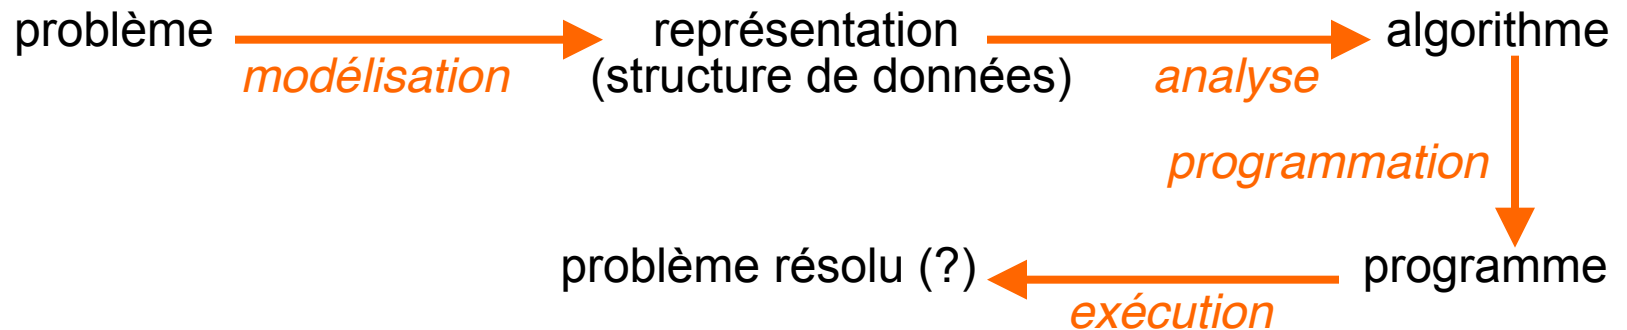 problème
modélisation
représentation
(structure de données)
analyse
algorithme
programmation
programme
exécution
problème résolu (?)